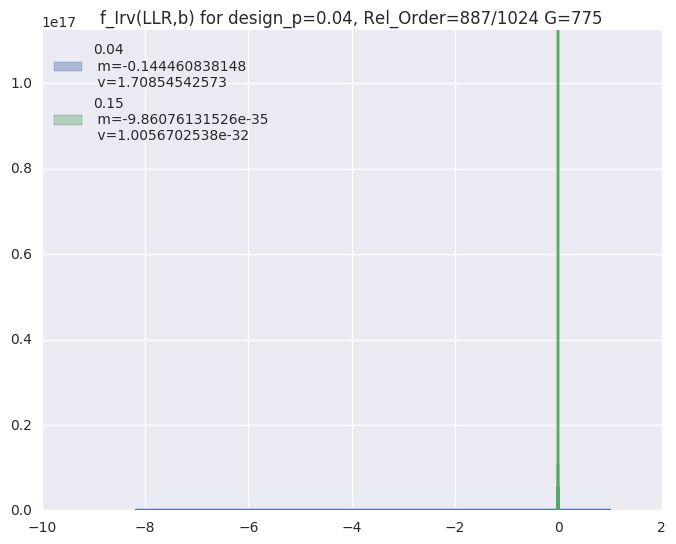 f_Irv(LLR,b) for design_p=0.04, Rel_Order=887/1024 G=775
1e17
0.04
m=-0.144460838148
v=1.70854542573
0.15
m=-9.86076131526e-35
v=1.0056702538e-32
1.0
0.8
0.6
0.4
0.2
0.0
−10
−8
−6
−4
−2
0
2